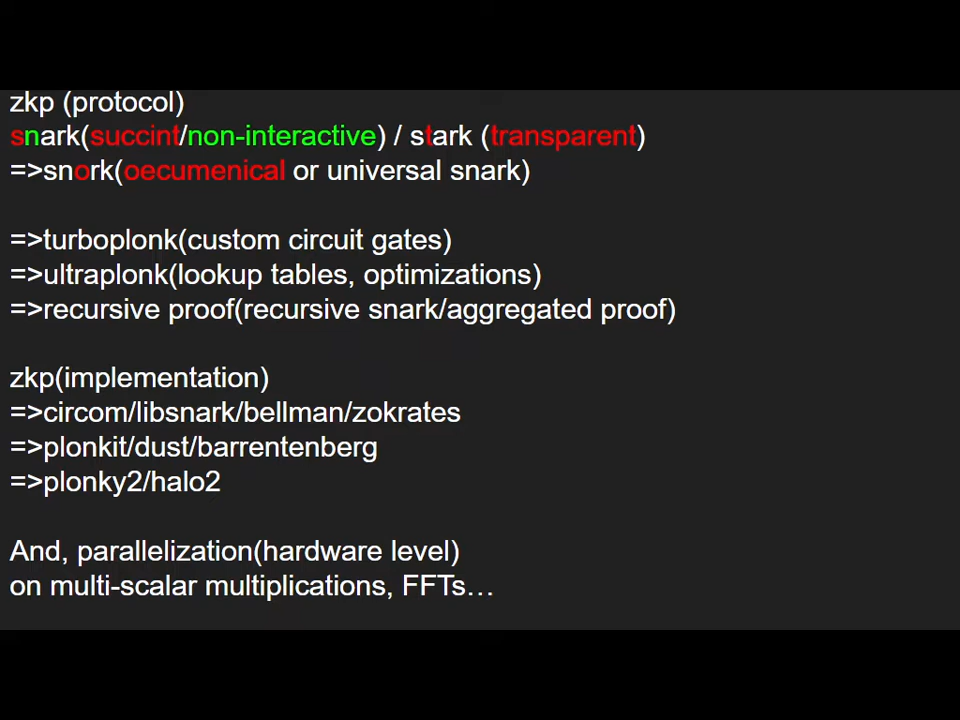 zkp (protocol)
snark(succint/non-interactive) / stark (transparent)
=>snork(oecumenical or universal snark)
=>turboplonk(custom circuit gates)
=>ultraplonk(lookup tables, optimizations)
=>recursive proof(recursive snark/aggregated proof)
zkp(implementation)
=>circom/libsnark/bellman/zokrates
=>plonkit/dust/barrentenberg
=>plonky2/halo2
And, parallelization(hardware level)
on multi-scalar multiplications, FFTs…